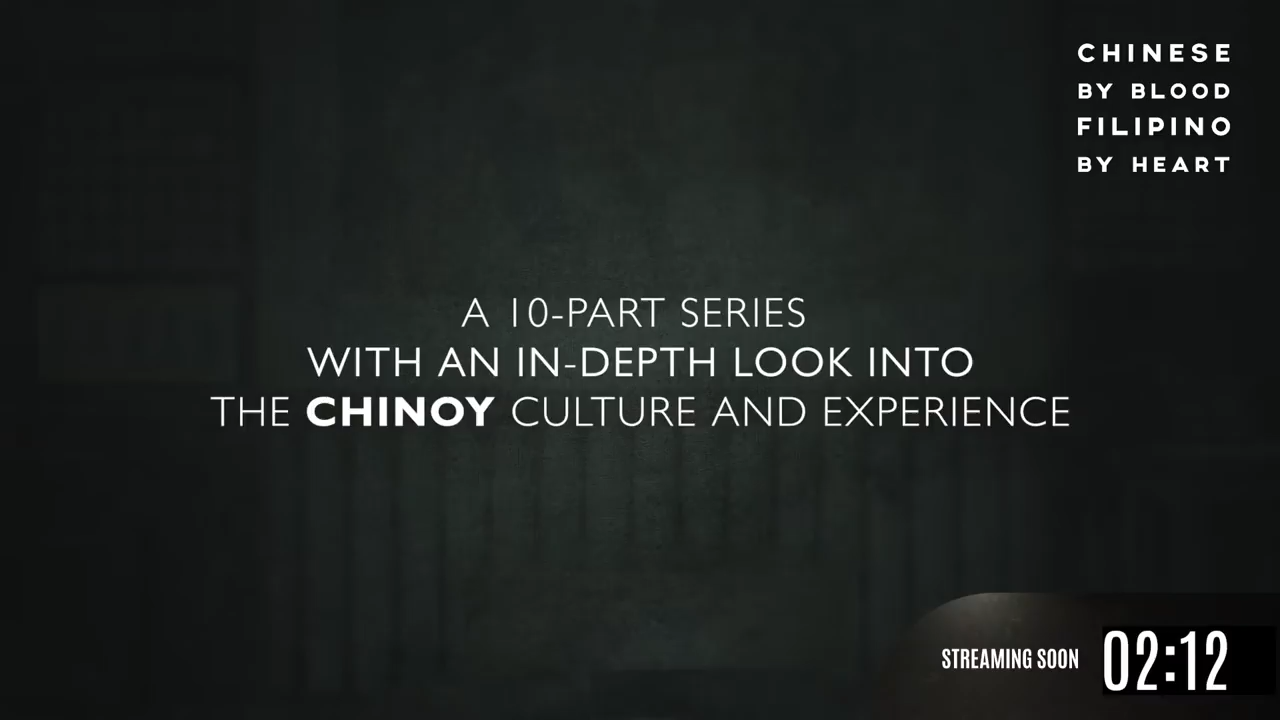 CHINESE
BY BLOOD
FILIPINO
BY HEART
A 10-PART SERIES
WITH AN IN-DEPTH LOOK INTO
THE CHINOY CULTURE AND EXPERIENCE
STREAMING SOON 02:12